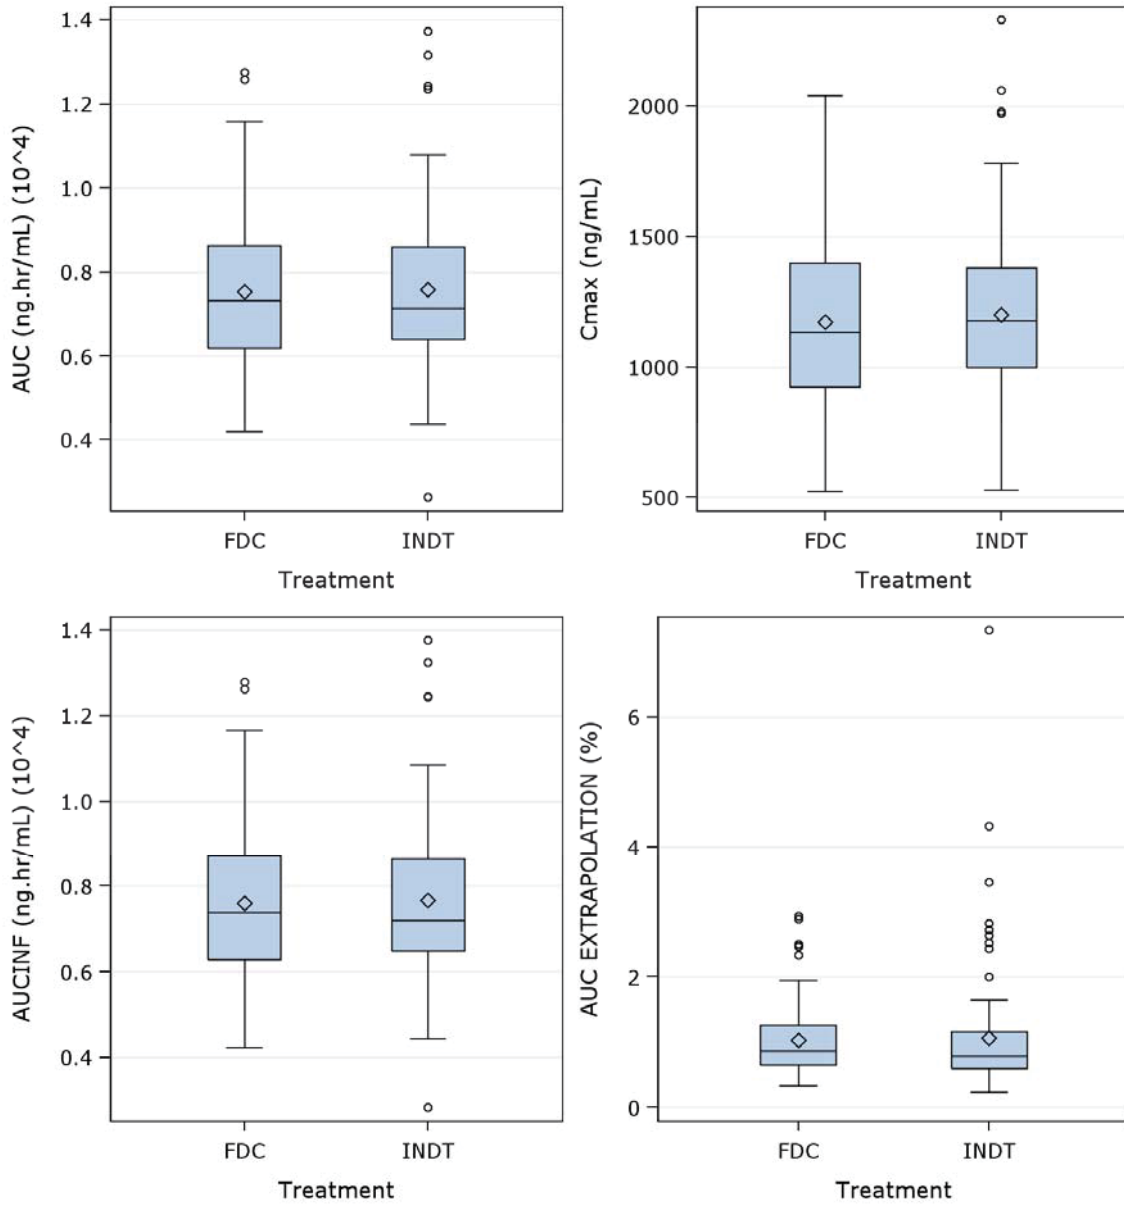 AUC (ng.hr/mL) (10^4)
1.4
1.2
1.0
0.8
0.6
0.4
FDC
INDT
Treatment
Cmax (ng/mL)
2000
1500
1000
500
FDC
INDT
Treatment
AUCINF (ng.hr/mL) (10^4)
1.4
1.2
1.0
0.8
0.6
0.4
FDC
INDT
Treatment
AUC EXTRAPOLATION (%)
6
4
2
0
FDC
INDT
Treatment